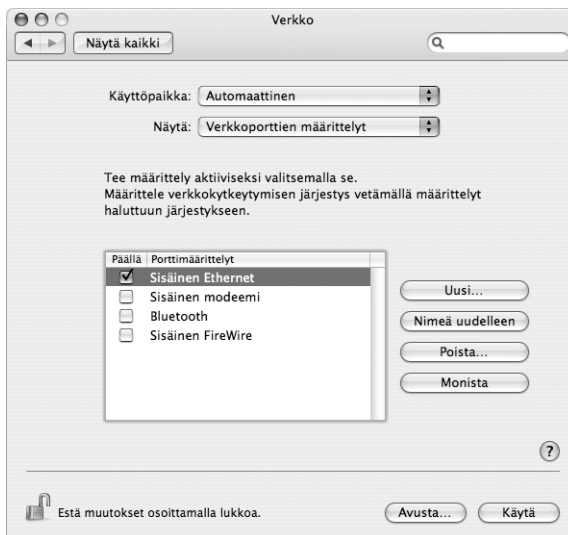 Verkko
Näytä kaikki
Käyttöpaikka: Automaattinen
Näytä: Verkkoporttien määrittelyt
Tee määrittely aktiiviseksi valitsemalla se.
Määrittele verkkokytkeytymisen järjestys vetämällä määrittelyt
haluttuun järjestykseen.
Päällä Porttimäärittelyt
Sisäinen Ethernet
Sisäinen modeemi
Bluetooth
Sisäinen FireWire
Uusi...
Nimeä uudelleen
Poista...
Monista
?
Estä muutokset osoittamalla lukkoa.
Avusta... Käytä